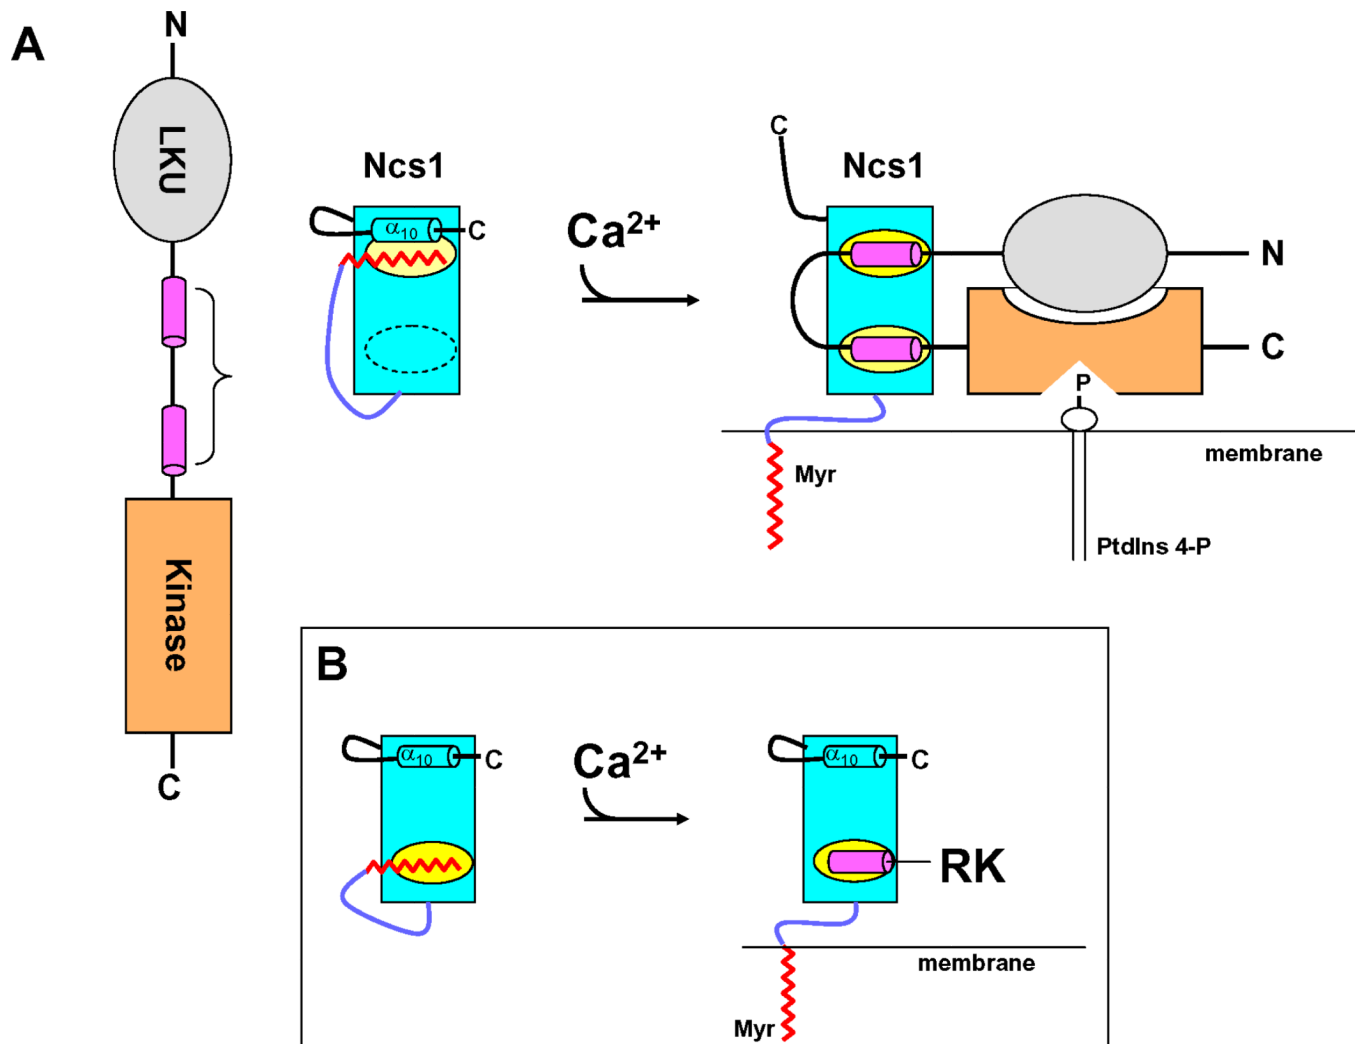 A
N
LKU
Kinase
C
Ncs1
α10
C
Ca2+
C
Ncs1
N
C
P
membrane
Myr
PtdIns 4-P
B
α10
C
Ca2+
α10
C
RK
membrane
Myr